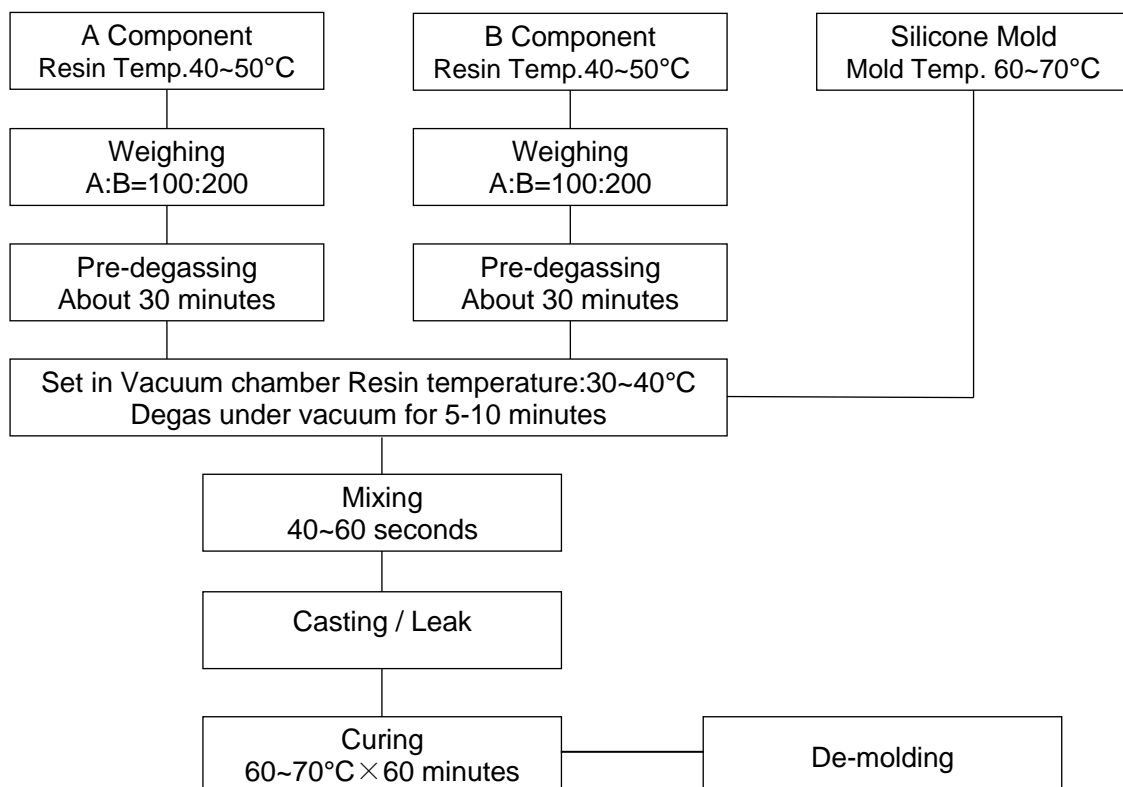 A Component
Resin Temp.40~50°C
B Component
Resin Temp.40~50°C
Silicone Mold
Mold Temp. 60~70°C
Weighing
A:B=100:200
Weighing
A:B=100:200
Pre-degassing
About 30 minutes
Pre-degassing
About 30 minutes
Set in Vacuum chamber Resin temperature:30~40°C
Degas under vacuum for 5-10 minutes
Mixing
40~60 seconds
Casting / Leak
Curing
60~70°C×60 minutes
De-molding